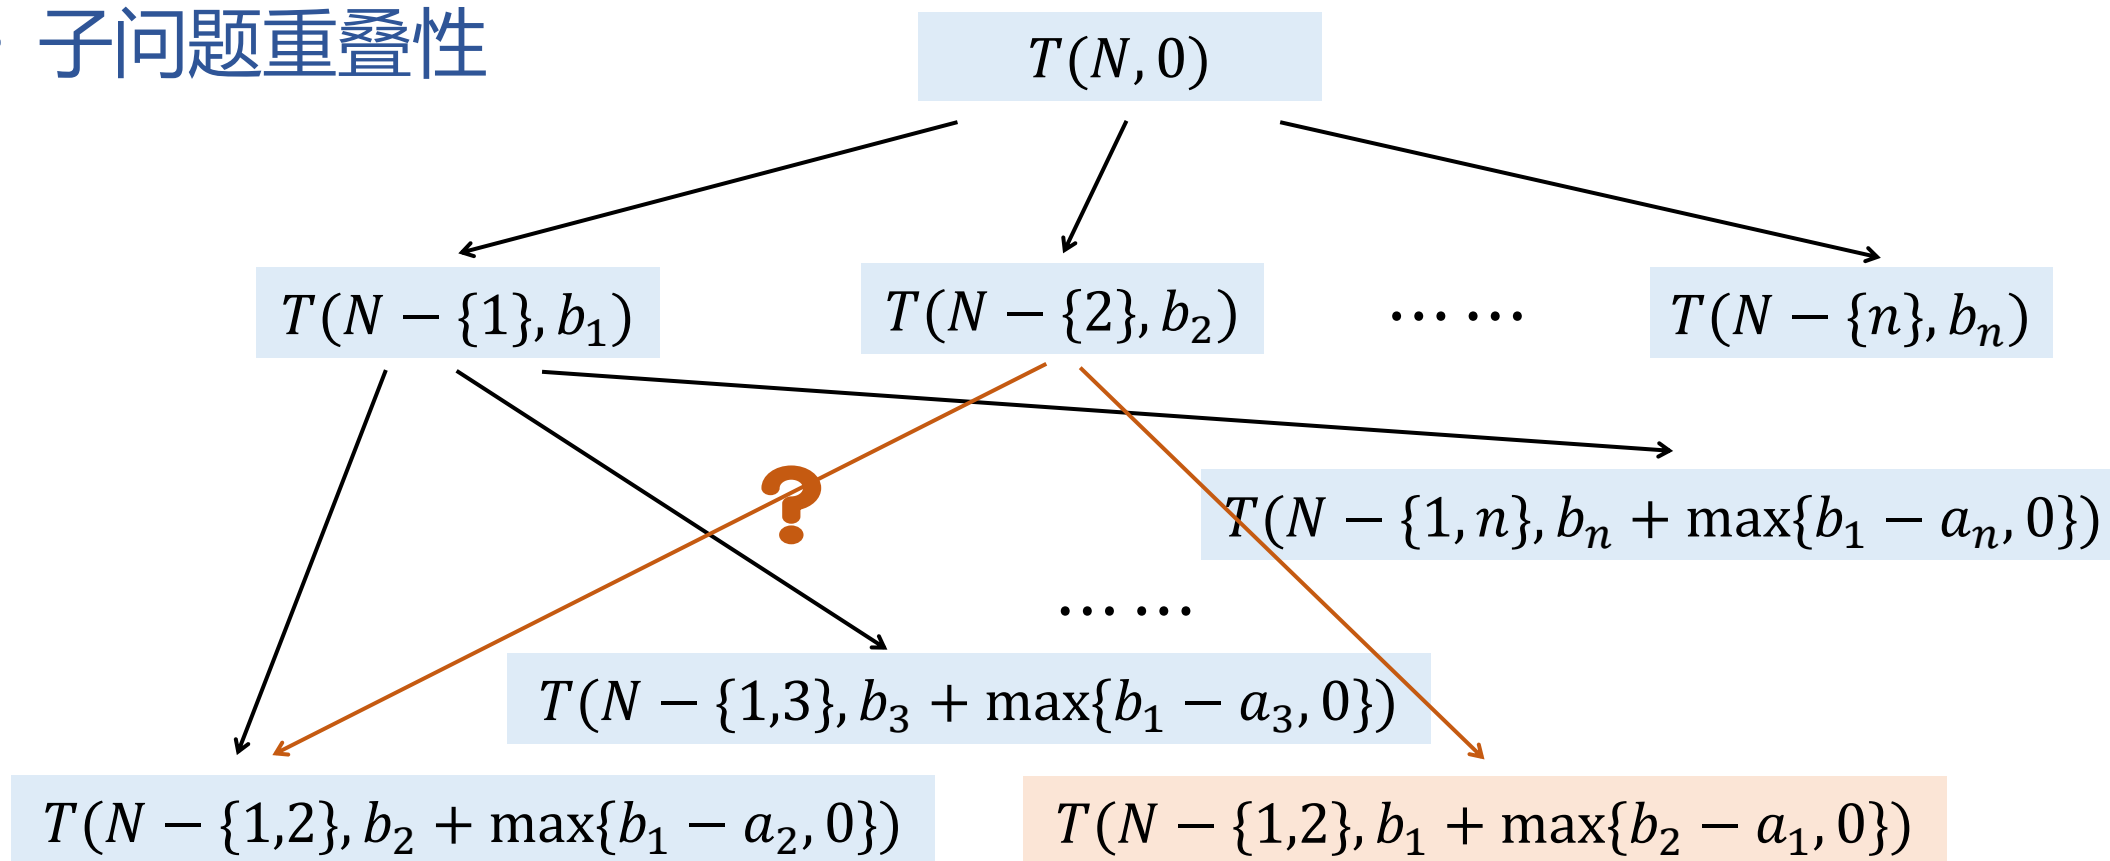 子问题重叠性
T(N, 0)
T(N − {1}, b₁)
T(N − {2}, b₂)
⋯⋯
T(N − {n}, bₙ)
?
T(N − {1, n}, bₙ + max{b₁ − aₙ, 0})
⋯⋯
T(N − {1,3}, b₃ + max{b₁ − a₃, 0})
T(N − {1,2}, b₂ + max{b₁ − a₂, 0})
T(N − {1,2}, b₁ + max{b₂ − a₁, 0})